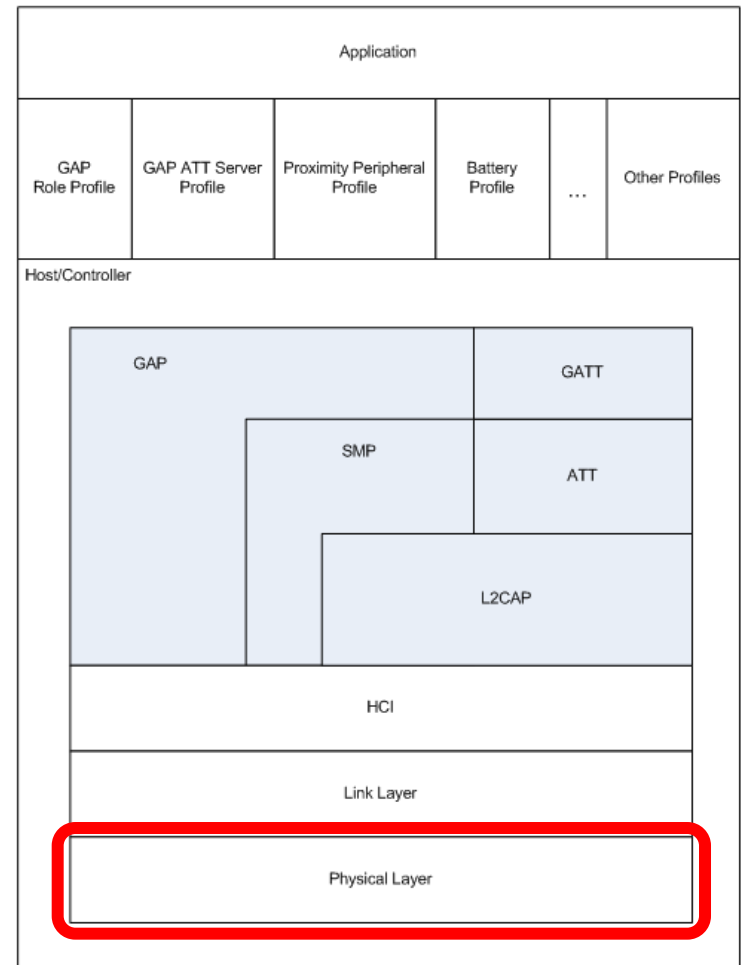 Application
GAP
Role Profile
GAP ATT Server
Profile
Proximity Peripheral
Profile
Battery
Profile
...
Other Profiles
Host/Controller
GAP
GATT
SMP
ATT
L2CAP
HCI
Link Layer
Physical Layer